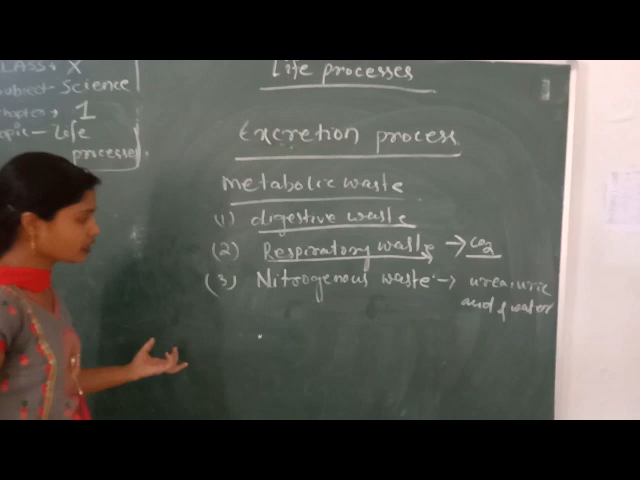 CLASS: X
Subject - Science
Chapter: 1
Topic - Life
processes.
Life processes
Excretion process
Metabolic waste
(1) digestive waste
(2) Respiratory waste → CO2
(3) Nitrogenous waste → urea, uric
acid, water